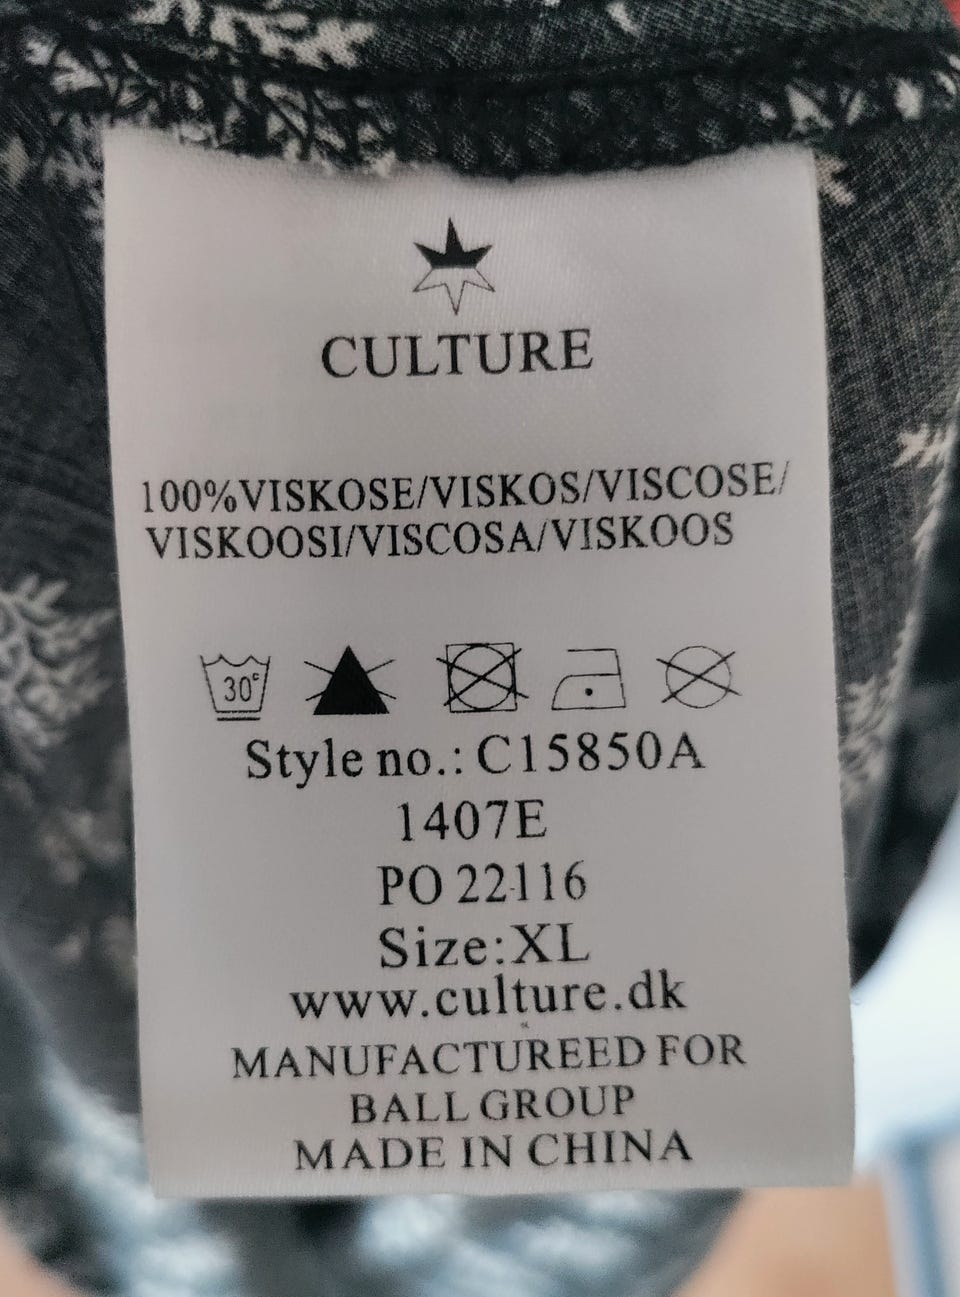 CULTURE
100%VISKOSE/VISKOS/VISCOSE/
VISKOOSI/VISCOSA/VISKOOS
30°
Style no.: C15850A
1407E
PO 22116
Size:XL
www.culture.dk
MANUFACTUREED FOR
BALL GROUP
MADE IN CHINA